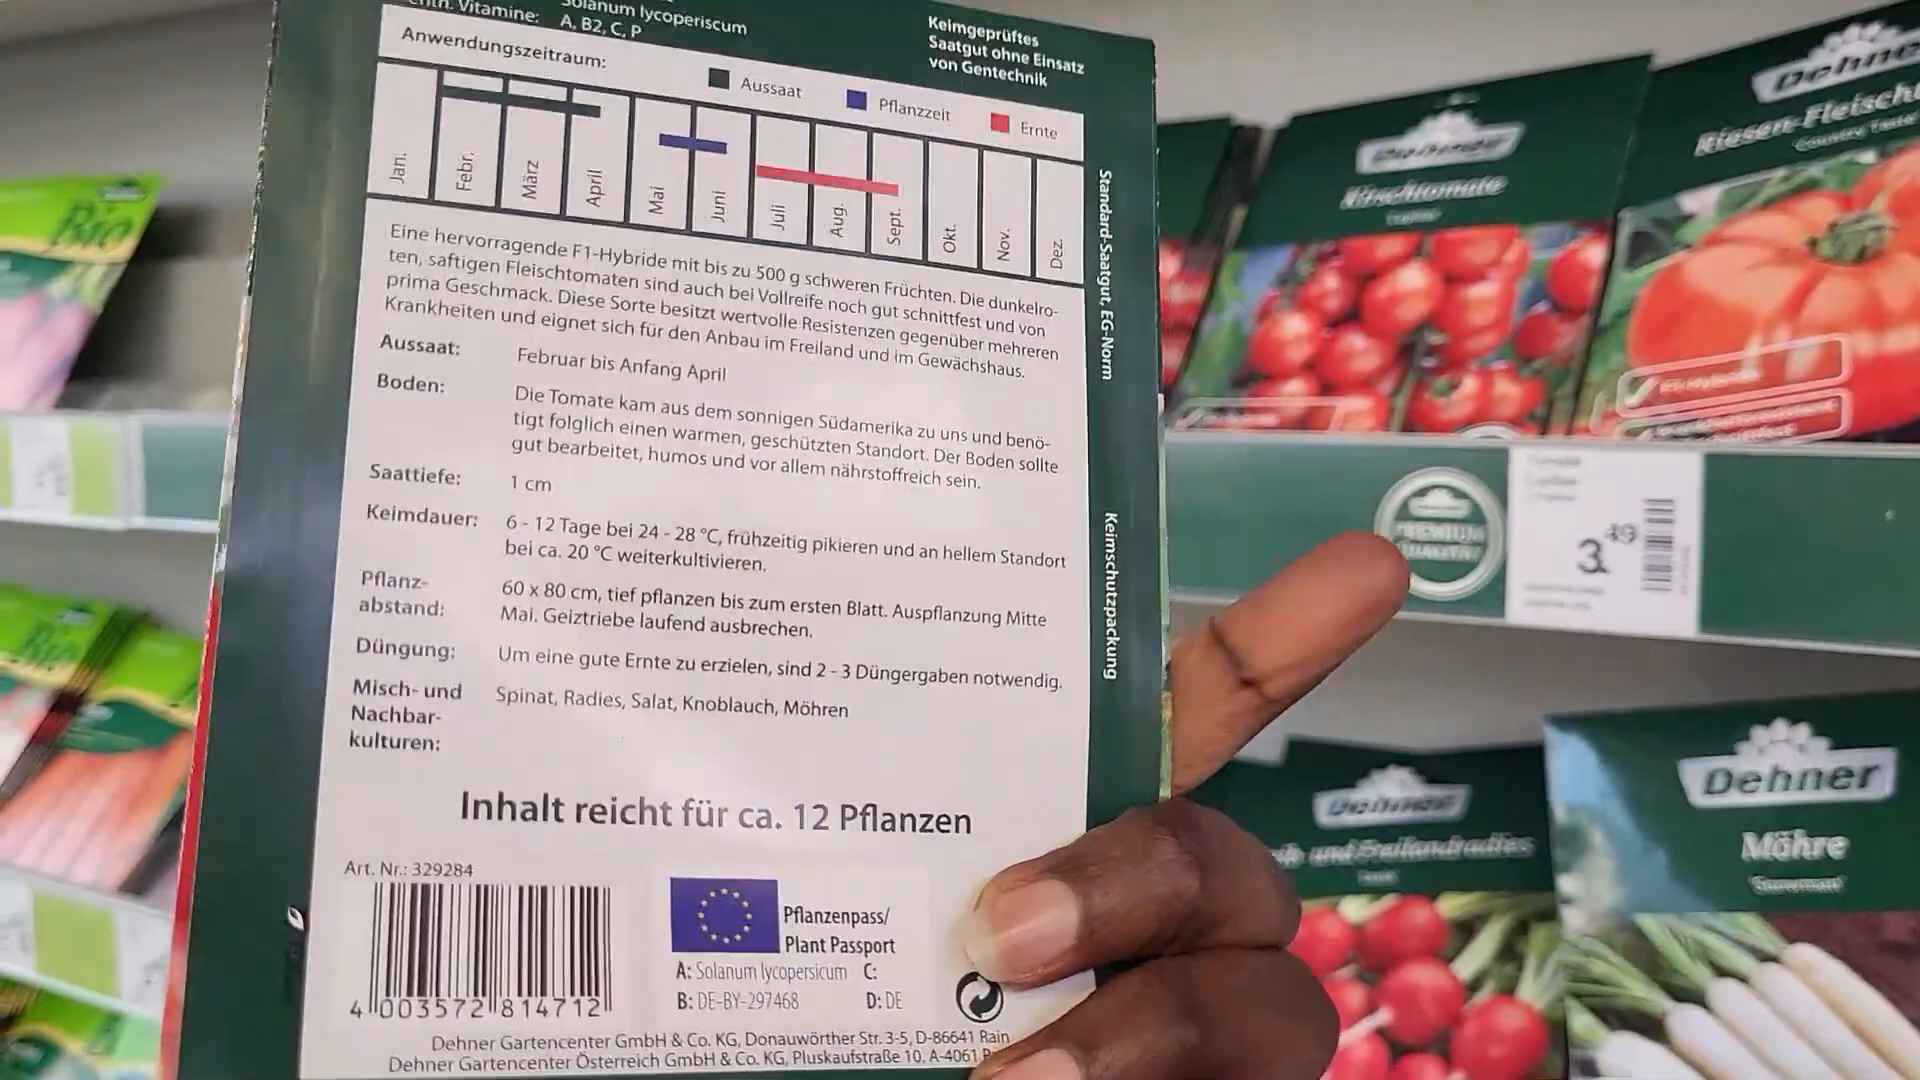 enth. Vitamine:
Solanum lycoperiscum
A, B2, C, P
Keimgeprüftes
Saatgut ohne Einsatz
von Gentechnik
Anwendungszeitraum:
Aussaat
Pflanzzeit
Ernte
Jan.
Febr.
März
April
Mai
Juni
Juli
Aug.
Sept.
Okt.
Nov.
Dez.
Eine hervorragende F1-Hybride mit bis zu 500 g schweren Früchten. Die dunkelro-
ten, saftigen Fleischtomaten sind auch bei Vollreife noch gut schnittfest und von
prima Geschmack. Diese Sorte besitzt wertvolle Resistenzen gegenüber mehreren
Krankheiten und eignet sich für den Anbau im Freiland und im Gewächshaus.
Aussaat:
Februar bis Anfang April
Boden:
Die Tomate kam aus dem sonnigen Südamerika zu uns und benö-
tigt folglich einen warmen, geschützten Standort. Der Boden sollte
gut bearbeitet, humos und vor allem nährstoffreich sein.
Saattiefe:
1 cm
Keimdauer:
6 - 12 Tage bei 24 - 28 °C, frühzeitig pikieren und an hellem Standort
bei ca. 20 °C weiterkultivieren.
Pflanz-
abstand:
60 x 80 cm, tief pflanzen bis zum ersten Blatt. Auspflanzung Mitte
Mai. Geiztriebe laufend ausbrechen.
Düngung:
Um eine gute Ernte zu erzielen, sind 2 - 3 Düngergaben notwendig.
Misch- und
Nachbar-
kulturen:
Spinat, Radies, Salat, Knoblauch, Möhren
Inhalt reicht für ca. 12 Pflanzen
Art. Nr.: 329284
4 003572 814712
Pflanzenpass/
Plant Passport
A: Solanum lycopersicum C:
B: DE-BY-297468 D: DE
Dehner Gartencenter GmbH & Co. KG, Donauwörther Str. 3-5, D-86641 Rain
Dehner Gartencenter Österreich GmbH & Co. KG, Pluskaufstraße 10, A-4061
Standard-Saatgut, EG-Norm
Keimschutzpackung
Bio
Bio
Dehner
Kirschtomate
Dehner
Riesen-Fleischt
PREMIUM
QUALITÄT
3.49
Dehner
und Freilandradies
Dehner
Möhre